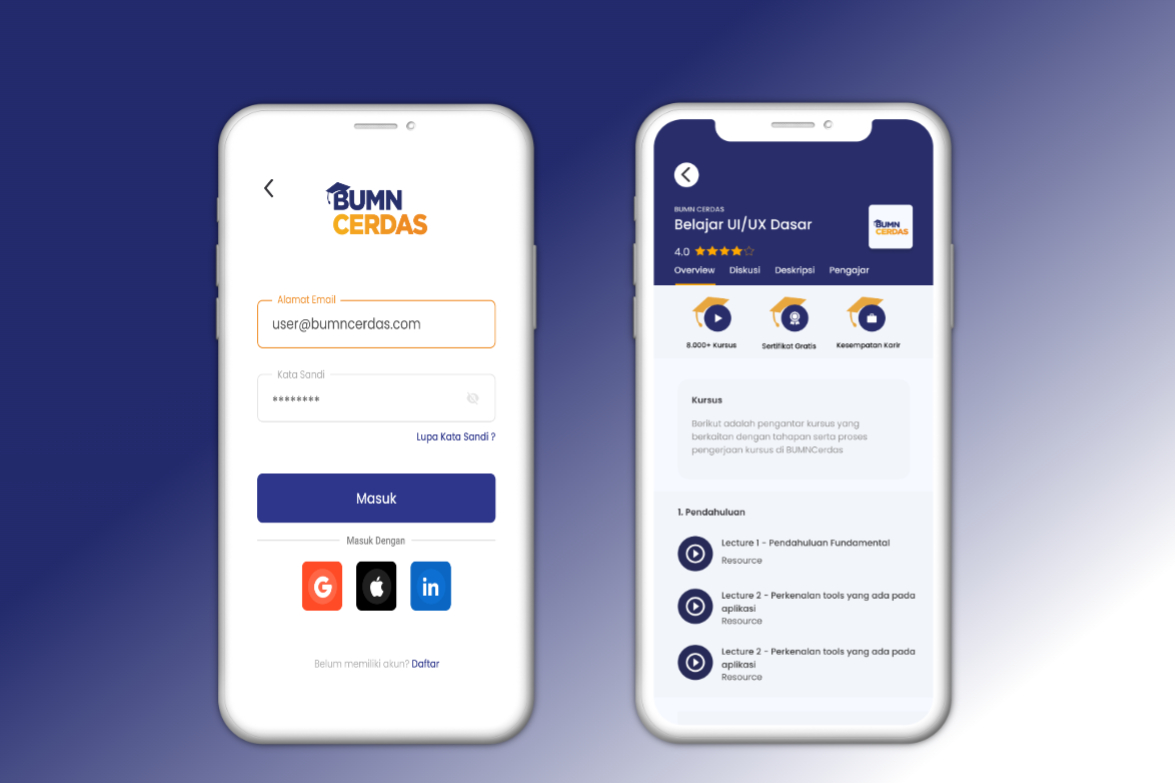 BUMN
CERDAS
Alamat Email
user@bumncerdas.com
Kata Sandi
********
Lupa Kata Sandi ?
Masuk
Masuk Dengan
G
in
Belum memiliki akun? Daftar
BUMN CERDAS
Belajar UI/UX Dasar
BUMN
CERDAS
4.0
Overview Diskusi Deskripsi Pengajar
8.000+ Kursus Sertifikat Gratis Kesempatan Karir
Kursus
Berikut adalah pengantar kursus yang
berkaitan dengan tahapan serta proses
pengerjaan kursus di BUMNCerdas
1. Pendahuluan
Lecture 1 - Pendahuluan Fundamental
Resource
Lecture 2 - Perkenalan tools yang ada pada
aplikasi
Resource
Lecture 2 - Perkenalan tools yang ada pada
aplikasi
Resource